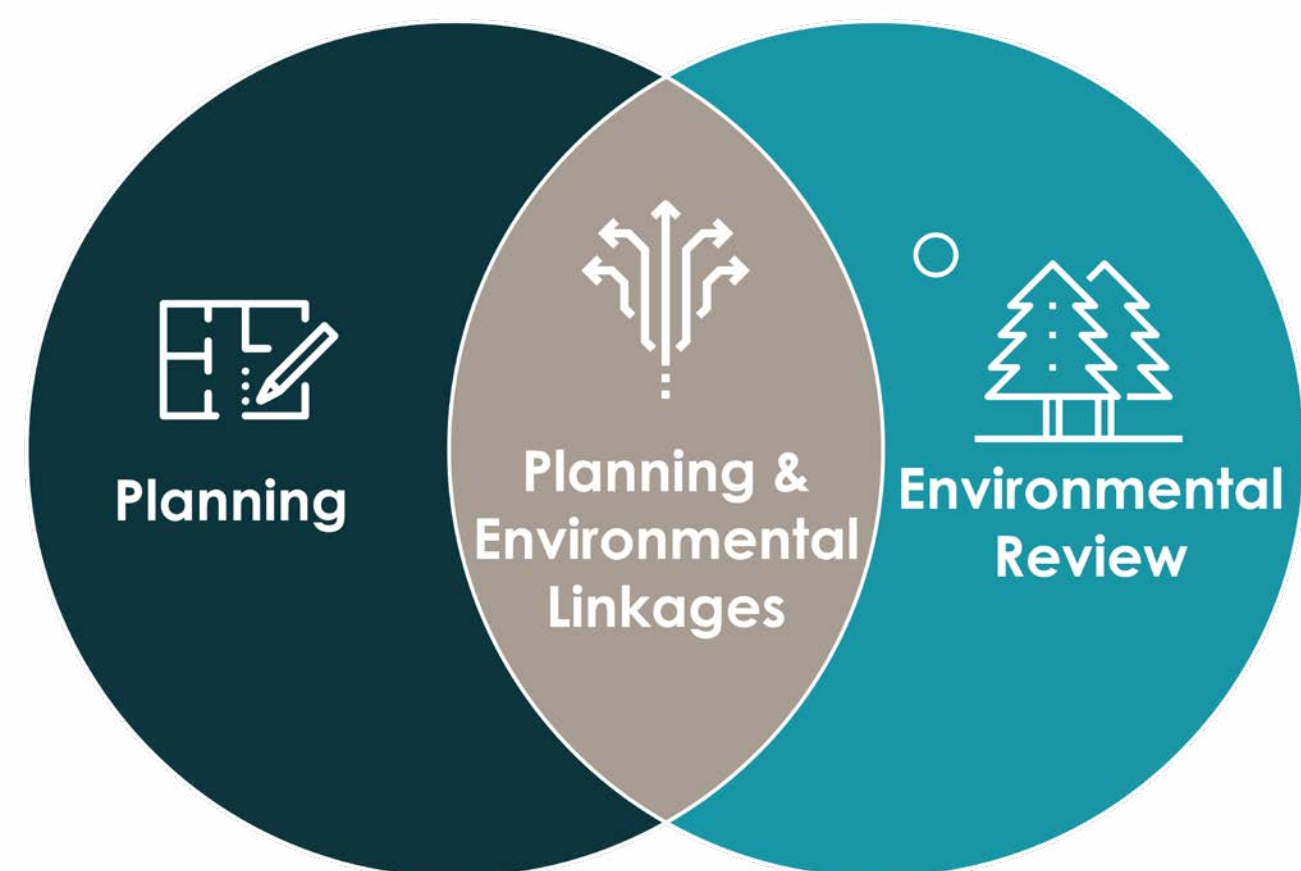 Planning
Planning &
Environmental
Linkages
Environmental
Review